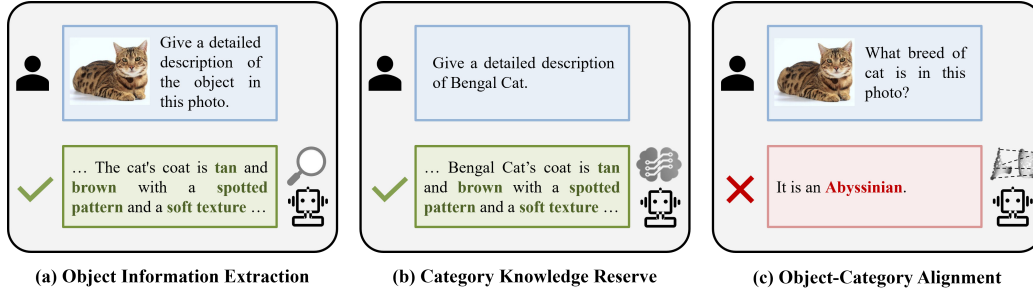 Give a detailed
description of
the object in
this photo.
… The cat's coat is tan and
brown with a spotted
pattern and a soft texture …
(a) Object Information Extraction
Give a detailed description
of Bengal Cat.
… Bengal Cat's coat is tan
and brown with a spotted
pattern and a soft texture …
(b) Category Knowledge Reserve
What breed of
cat is in this
photo?
It is an Abyssinian.
(c) Object-Category Alignment